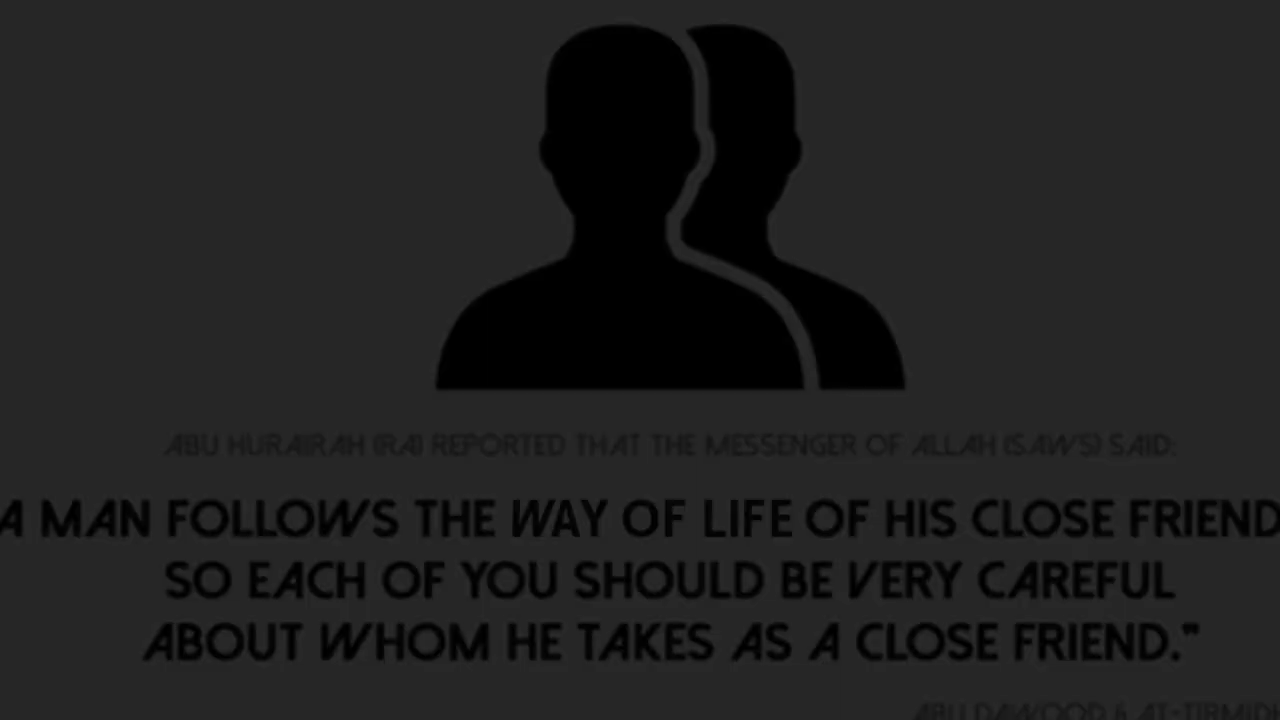 ABU HURAIRAH (RA) REPORTED THAT THE MESSENGER OF ALLAH (SAWS) SAID:
A MAN FOLLOWS THE WAY OF LIFE OF HIS CLOSE FRIEND
SO EACH OF YOU SHOULD BE VERY CAREFUL
ABOUT WHOM HE TAKES AS A CLOSE FRIEND."
ABU DAWOOD & AT-TIRMIDH